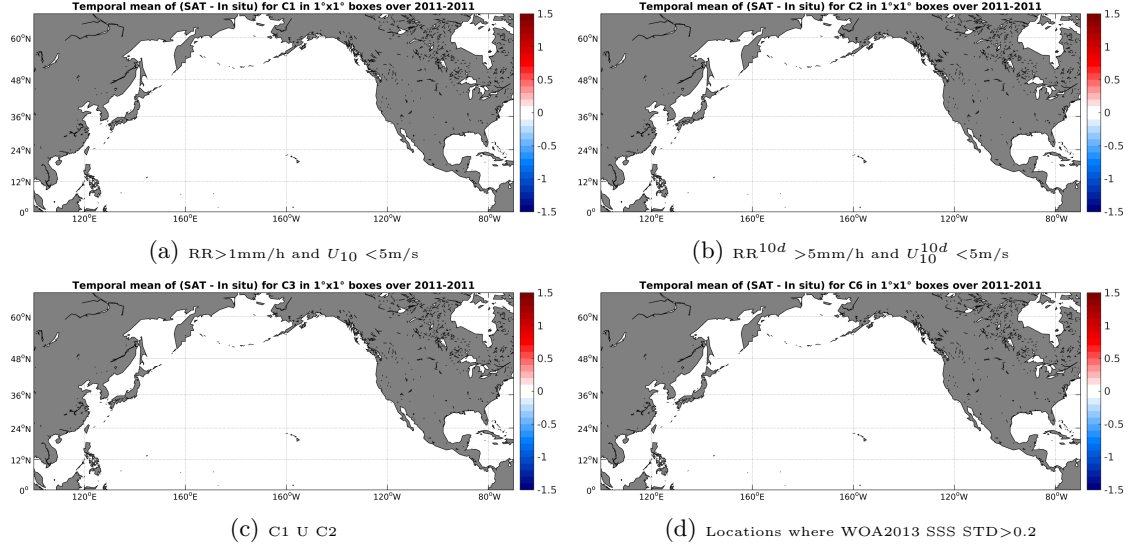 Temporal mean of (SAT - In situ) for C1 in 1°x1° boxes over 2011-2011
60°N
48°N
36°N
24°N
12°N
0°
120°E
160°E
160°W
120°W
80°W
1.5
1
0.5
0
-0.5
-1
-1.5
(a) RR>1mm/h and U10 <5m/s
Temporal mean of (SAT - In situ) for C2 in 1°x1° boxes over 2011-2011
60°N
48°N
36°N
24°N
12°N
0°
120°E
160°E
160°W
120°W
80°W
1.5
1
0.5
0
-0.5
-1
-1.5
(b) RR10d >5mm/h and U10d10 <5m/s
Temporal mean of (SAT - In situ) for C3 in 1°x1° boxes over 2011-2011
60°N
48°N
36°N
24°N
12°N
0°
120°E
160°E
160°W
120°W
80°W
1.5
1
0.5
0
-0.5
-1
-1.5
(c) C1 U C2
Temporal mean of (SAT - In situ) for C6 in 1°x1° boxes over 2011-2011
60°N
48°N
36°N
24°N
12°N
0°
120°E
160°E
160°W
120°W
80°W
1.5
1
0.5
0
-0.5
-1
-1.5
(d) Locations where WOA2013 SSS STD>0.2